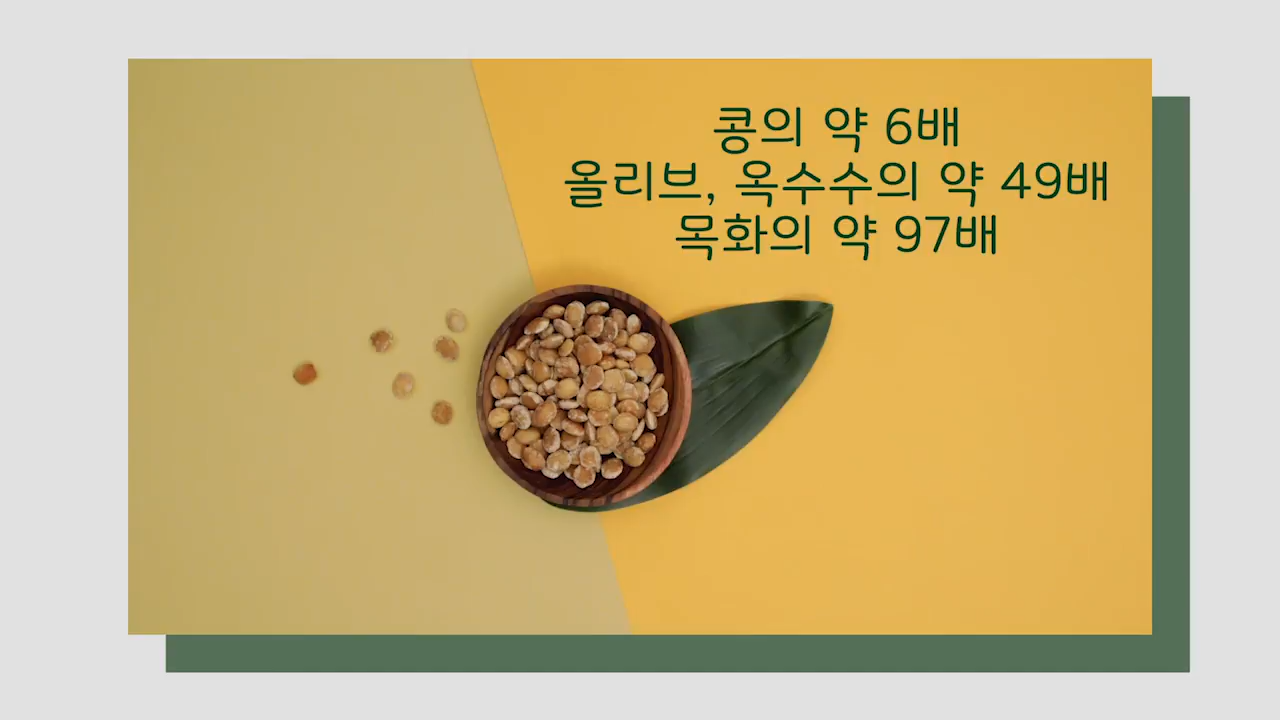 콩의 약 6배
올리브, 옥수수의 약 49배
목화의 약 97배